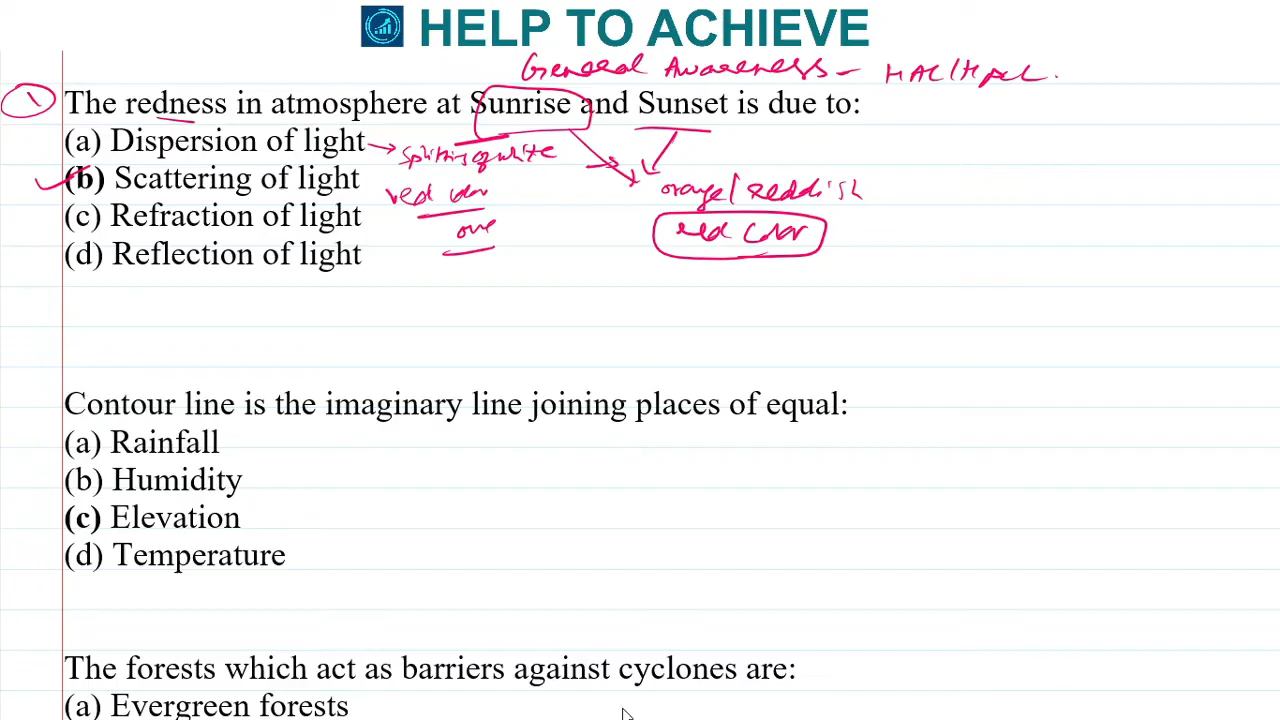 HELP TO ACHIEVE
General Awareness -
1
The redness in atmosphere at Sunrise and Sunset is due to:
(a) Dispersion of light → splitting of white
(b) Scattering of light
red color
orange/reddish
(c) Refraction of light
one
red color
(d) Reflection of light
Contour line is the imaginary line joining places of equal:
(a) Rainfall
(b) Humidity
(c) Elevation
(d) Temperature
The forests which act as barriers against cyclones are:
(a) Evergreen forests